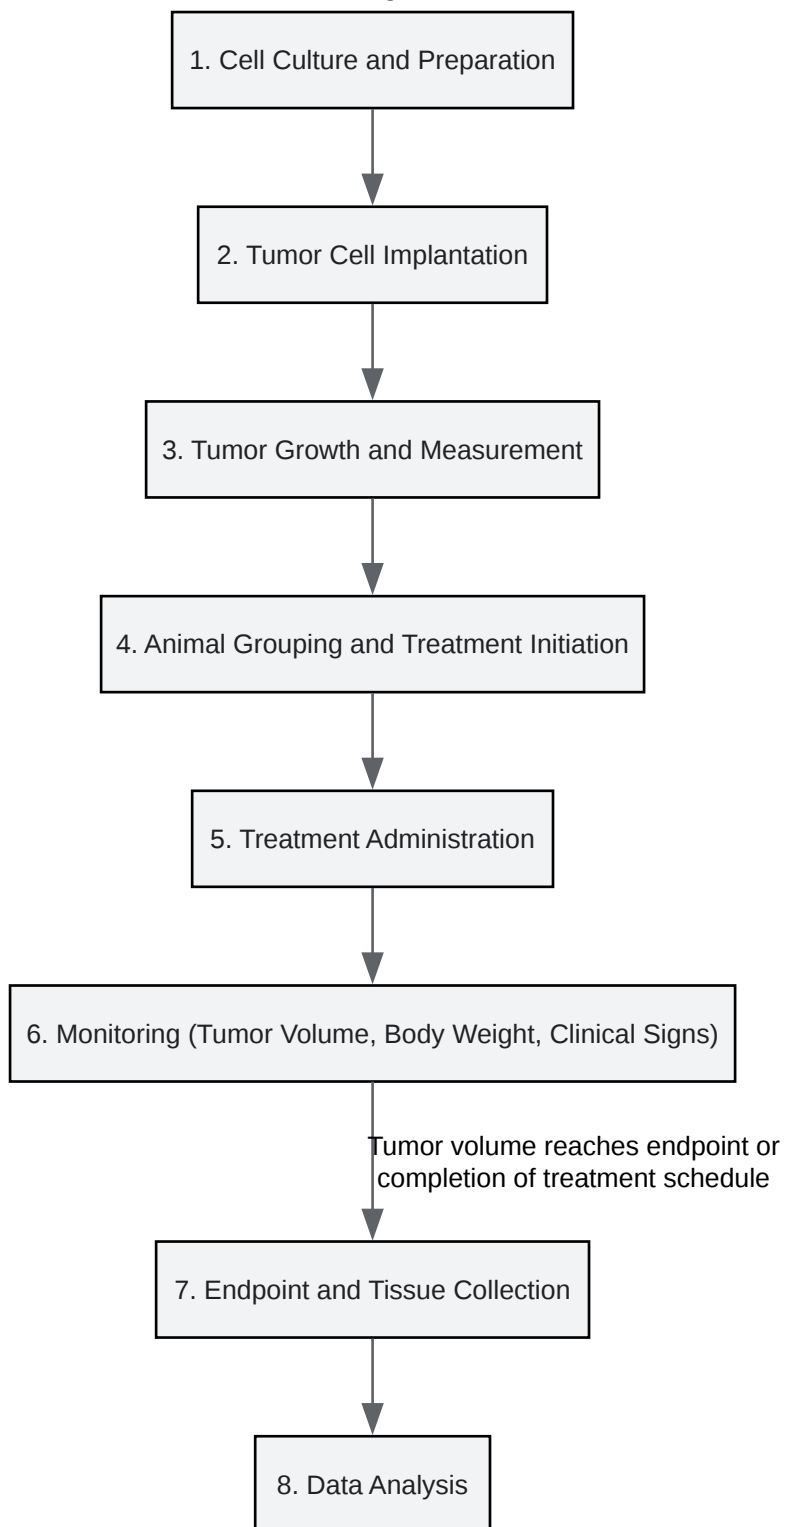 1. Cell Culture and Preparation
2. Tumor Cell Implantation
3. Tumor Growth and Measurement
4. Animal Grouping and Treatment Initiation
5. Treatment Administration
6. Monitoring (Tumor Volume, Body Weight, Clinical Signs)
Tumor volume reaches endpoint or
completion of treatment schedule
7. Endpoint and Tissue Collection
8. Data Analysis